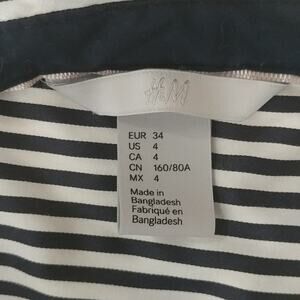 H&M
EUR 34
US 4
CA 4
CN 160/80A
MX 4
Made in
Bangladesh
Fabriqué en
Bangladesh